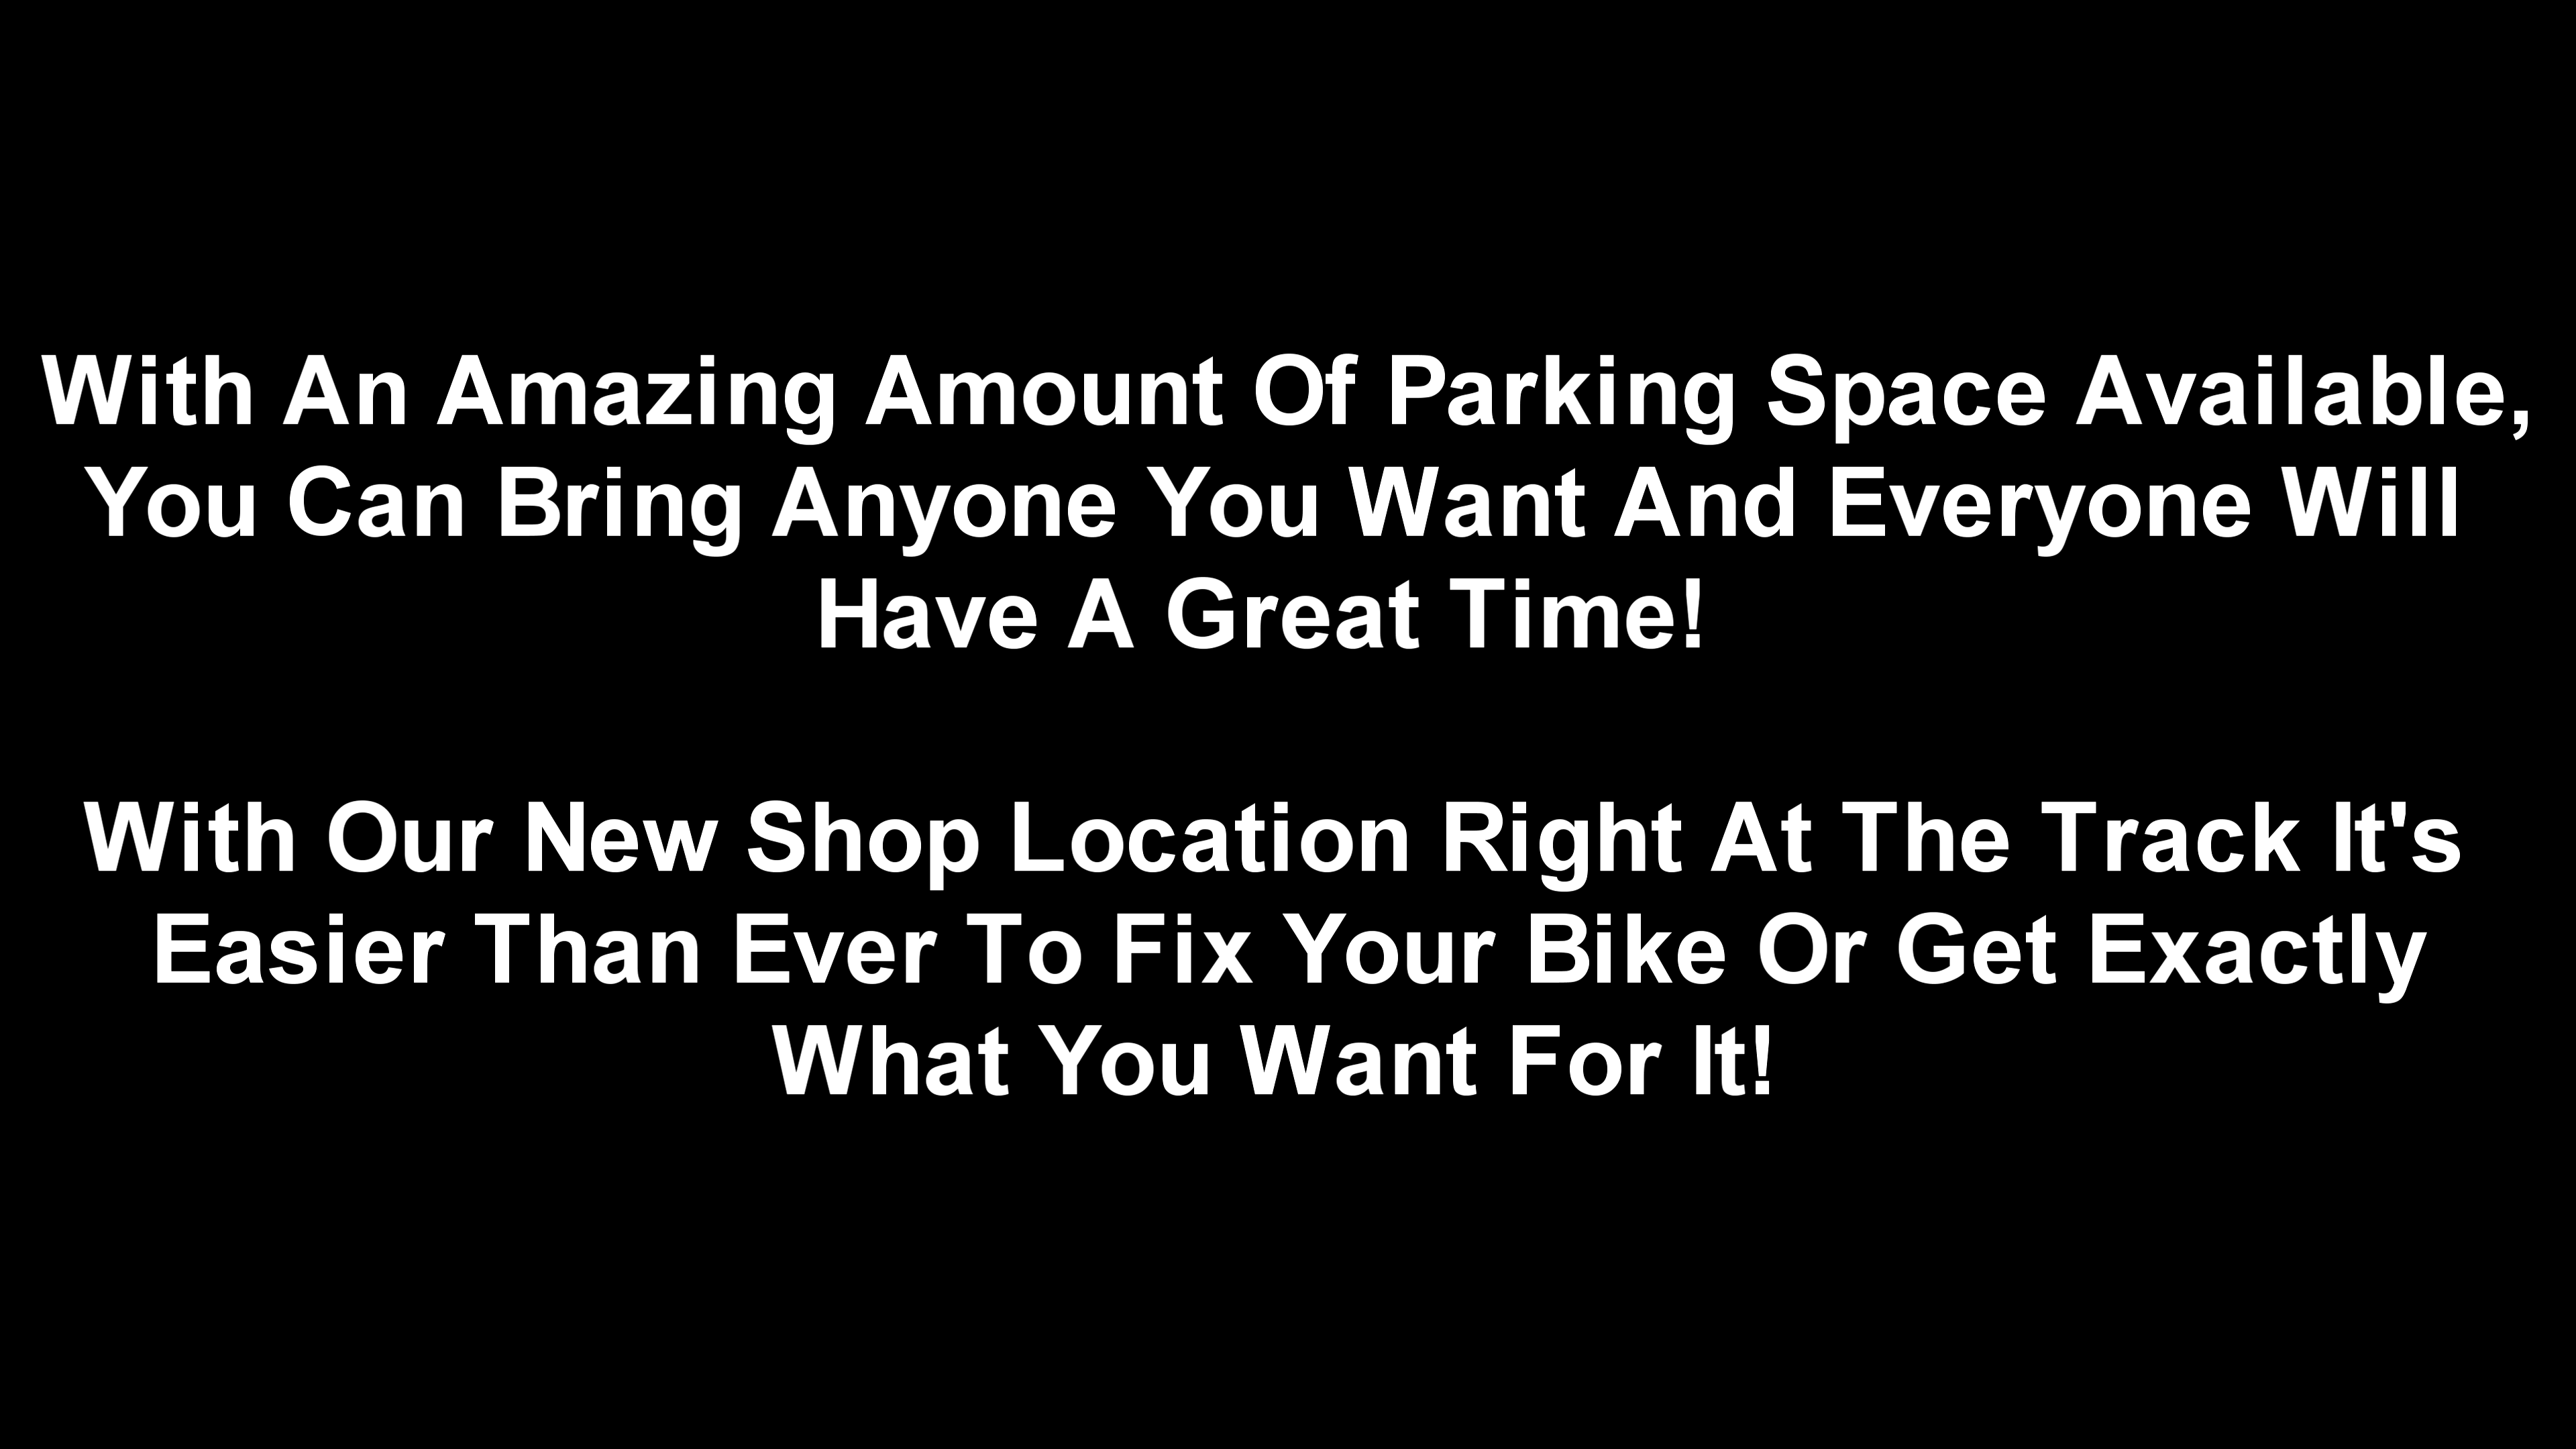 With An Amazing Amount Of Parking Space Available,
You Can Bring Anyone You Want And Everyone Will
Have A Great Time!
With Our New Shop Location Right At The Track It's
Easier Than Ever To Fix Your Bike Or Get Exactly
What You Want For It!